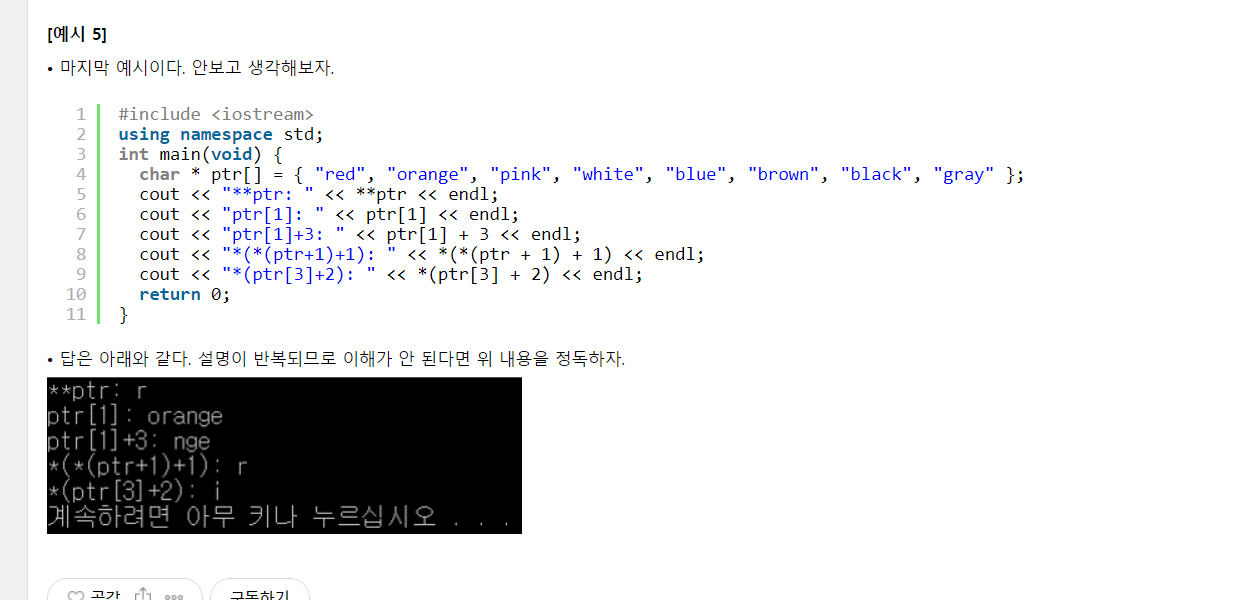 [예시 5]
• 마지막 예시이다. 안보고 생각해보자.
1 #include <iostream>
2 using namespace std;
3 int main(void) {
4 char * ptr[] = { "red", "orange", "pink", "white", "blue", "brown", "black", "gray" };
5 cout << "**ptr: " << **ptr << endl;
6 cout << "ptr[1]: " << ptr[1] << endl;
7 cout << "ptr[1]+3: " << ptr[1] + 3 << endl;
8 cout << "*(*(ptr+1)+1): " << *(*(ptr + 1) + 1) << endl;
9 cout << "*(ptr[3]+2): " << *(ptr[3] + 2) << endl;
10 return 0;
11 }
• 답은 아래와 같다. 설명이 반복되므로 이해가 안 된다면 위 내용을 정독하자.
**ptr: r
ptr[1]: orange
ptr[1]+3: nge
*(*(ptr+1)+1): r
*(ptr[3]+2): i
계속하려면 아무 키나 누르십시오 . . .
공감 구독하기